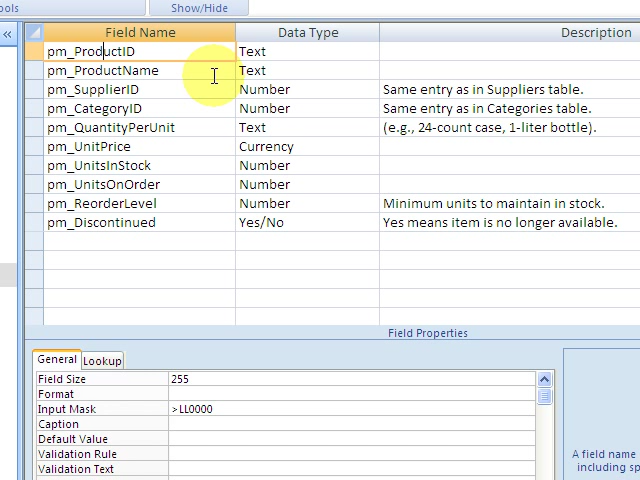 ools
Show/Hide
«
Field Name Data Type Description
pm_ProductID Text
pm_ProductName Text
pm_SupplierID Number Same entry as in Suppliers table.
pm_CategoryID Number Same entry as in Categories table.
pm_QuantityPerUnit Text (e.g., 24-count case, 1-liter bottle).
pm_UnitPrice Currency
pm_UnitsInStock Number
pm_UnitsOnOrder Number
pm_ReorderLevel Number Minimum units to maintain in stock.
pm_Discontinued Yes/No Yes means item is no longer available.
Field Properties
General Lookup
Field Size 255
Format
Input Mask >LL0000
Caption
Default Value
Validation Rule
Validation Text
A field name
including sp